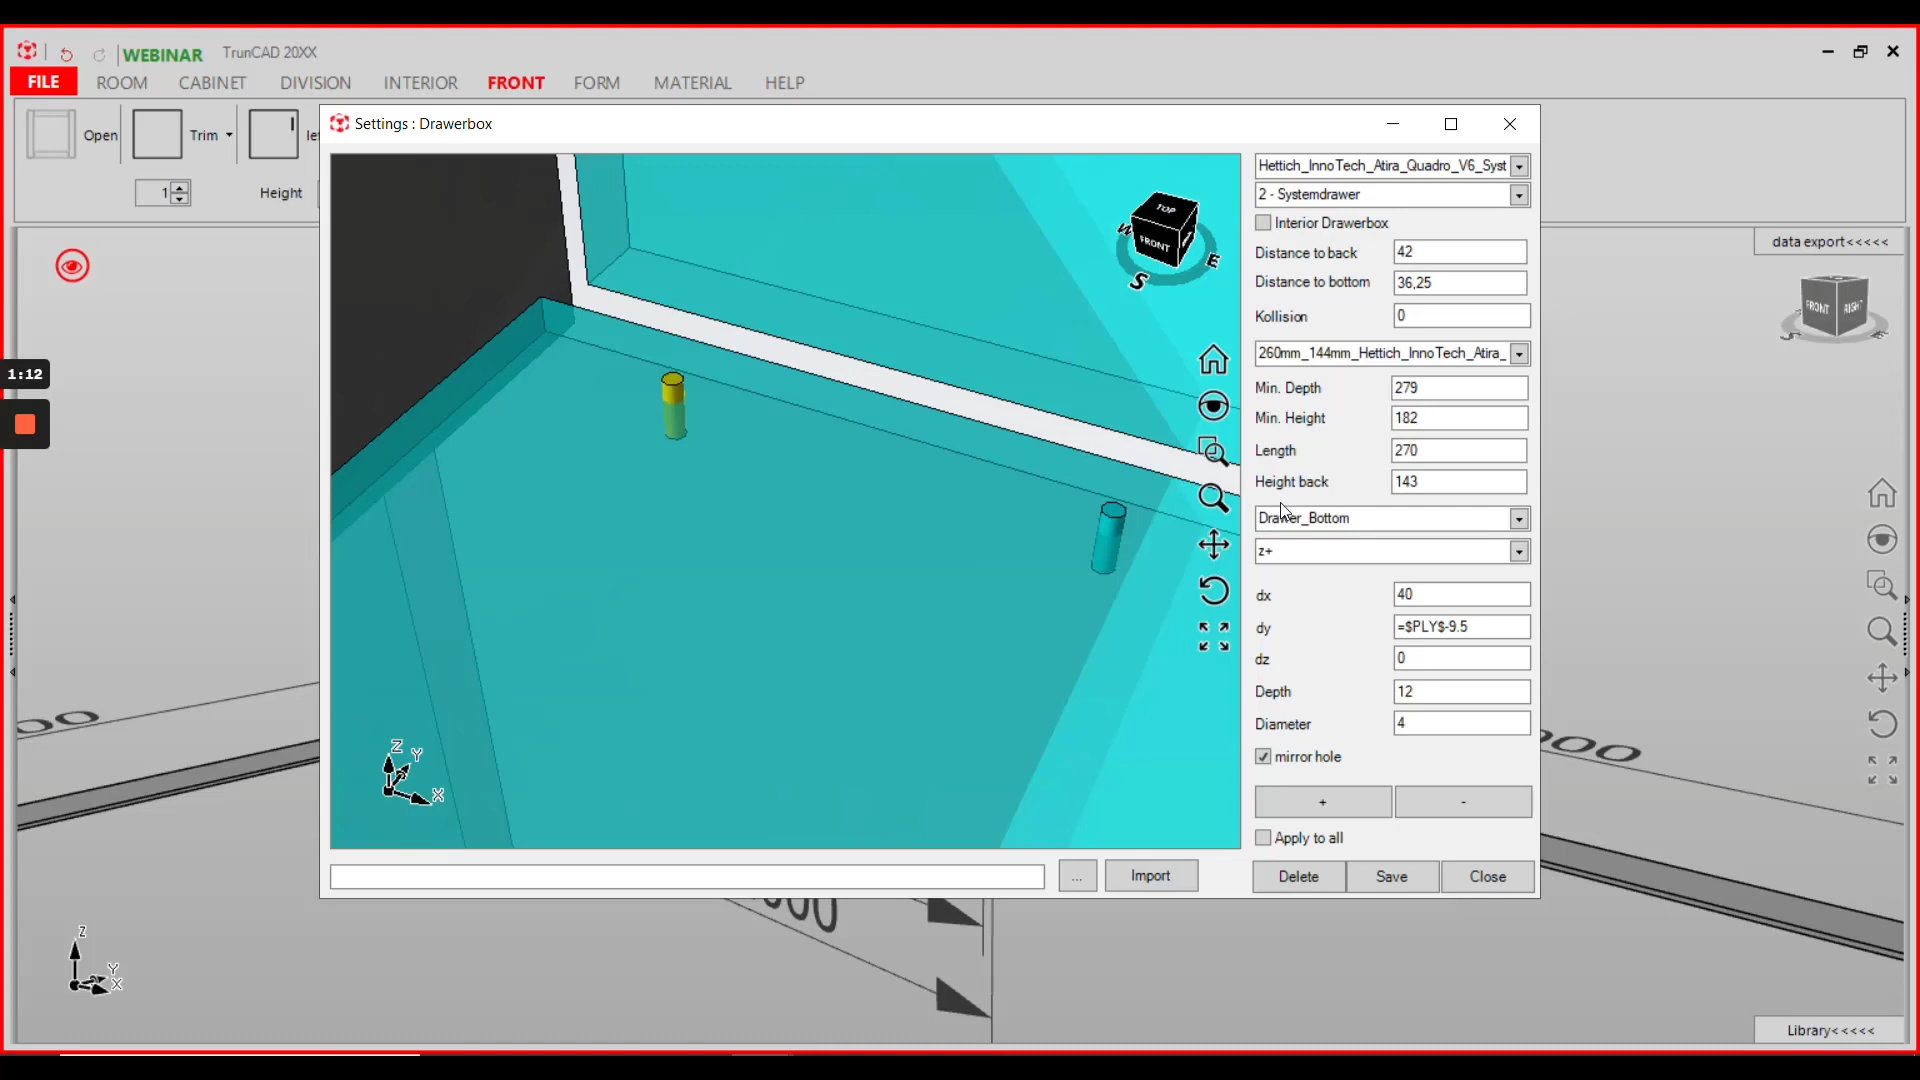 WEBINAR TrunCAD 20XX
FILE ROOM CABINET DIVISION INTERIOR FRONT FORM MATERIAL HELP
Open Trim
1 Height
Settings : Drawerbox
Hettich_InnoTech_Atira_Quadro_V6_Syst
2 - Systemdrawer
Interior Drawerbox
Distance to back 42
Distance to bottom 36,25
Kollision 0
260mm_144mm_Hettich_InnoTech_Atira_
Min. Depth 279
Min. Height 182
Length 270
Height back 143
Drawer_Bottom
z+
dx 40
dy =$PLY$-9.5
dz 0
Depth 12
Diameter 4
mirror hole
+ -
Apply to all
... Import Delete Save Close
TOP
FRONT
W
S
E
Z
Y
X
data export<<<<<
FRONT RIGHT
S
1:12
Z
Y
X
Library<<<<<